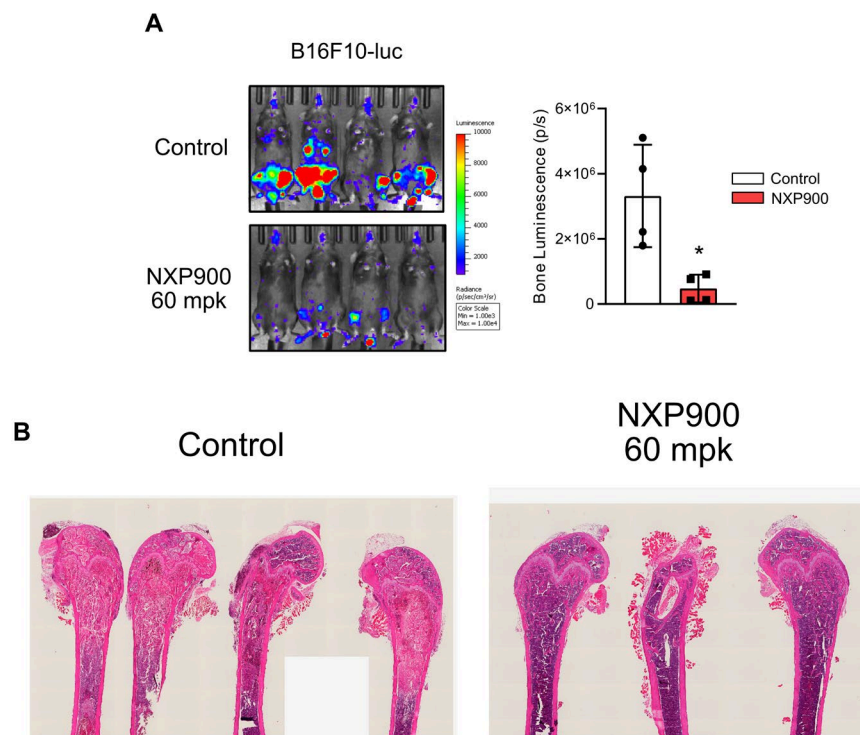 A
B16F10-luc
Control
NXP900
60 mpk
Luminescence
10000
8000
6000
4000
2000
Radiance
(p/sec/cm²/sr)
Color Scale
Min = 1.00e3
Max = 1.00e4
Bone Luminescence (p/s)
6×10⁶
4×10⁶
2×10⁶
0
*
Control
NXP900
B
Control
NXP900
60 mpk